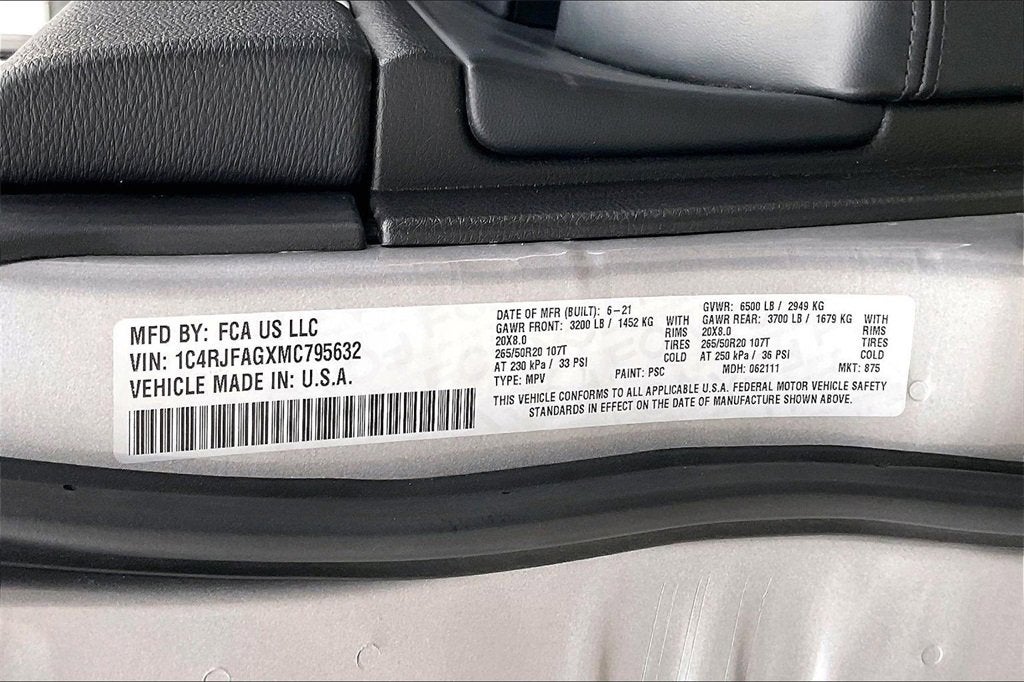 MFD BY: FCA US LLC
VIN: 1C4RJFAGXMC795632
VEHICLE MADE IN: U.S.A.
DATE OF MFR (BUILT): 6-21
GAWR FRONT: 3200 LB / 1452 KG WITH
20X8.0 RIMS
265/50R20 107T TIRES
AT 230 kPa / 33 PSI COLD
TYPE: MPV PAINT: PSC
GVWR: 6500 LB / 2949 KG
GAWR REAR: 3700 LB / 1679 KG WITH
20X8.0 RIMS
265/50R20 107T TIRES
AT 250 kPa / 36 PSI COLD
MDH: 062111 MKT: 875
THIS VEHICLE CONFORMS TO ALL APPLICABLE U.S.A. FEDERAL MOTOR VEHICLE SAFETY
STANDARDS IN EFFECT ON THE DATE OF MANUFACTURE SHOWN ABOVE.